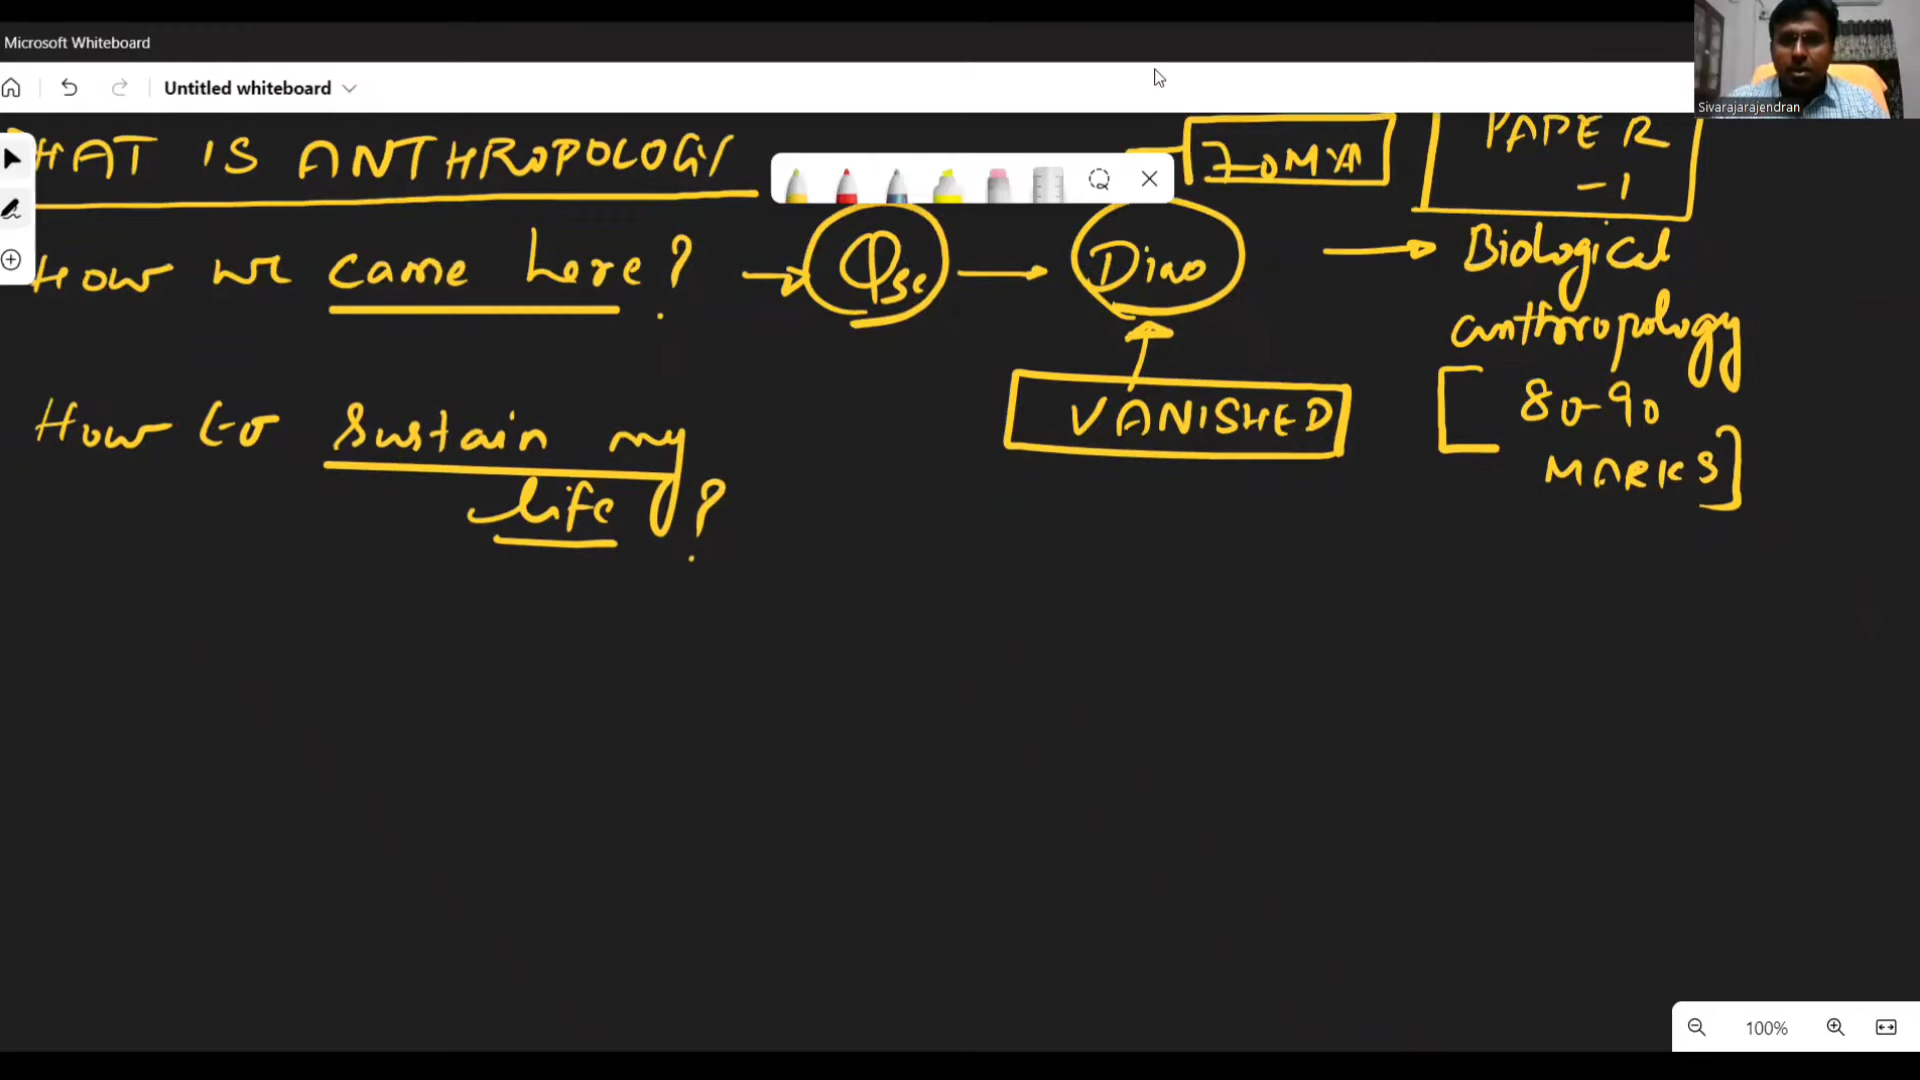 Microsoft Whiteboard
Untitled whiteboard
Sivarajarajendran
HAT IS ANTHROPOLOGY
ZOMYA
PAPER
-1
How we came here?
Dino
Biological
anthropology
VANISHED
[80-90
MARKS]
How to sustain my
life?
100%